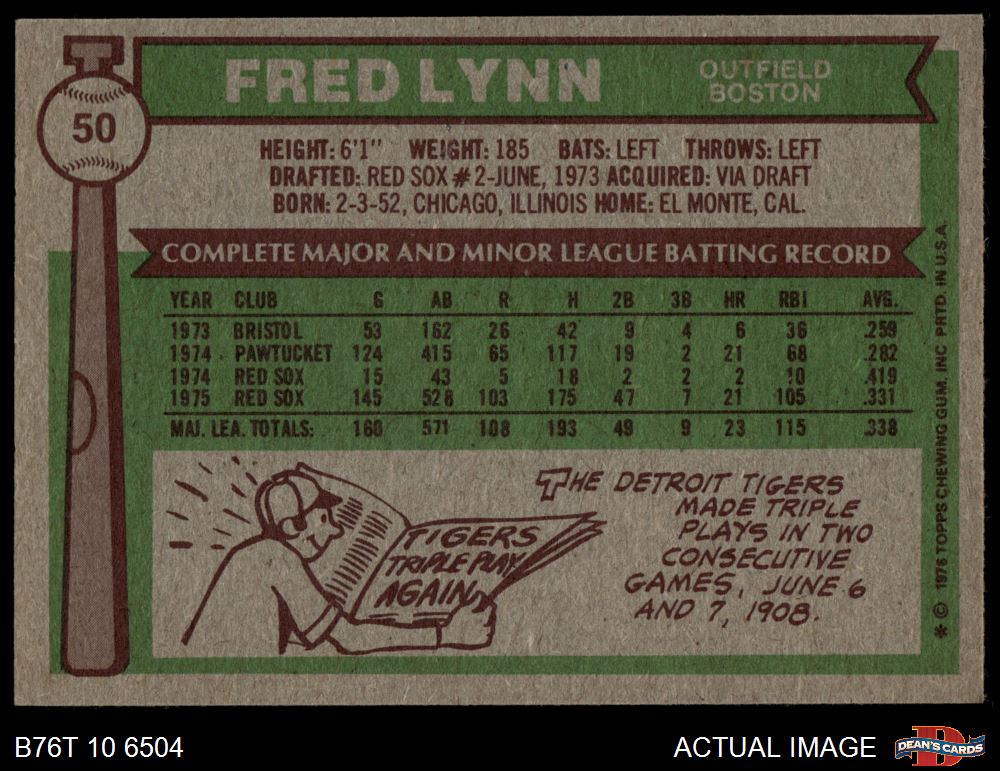 FRED LYNN
OUTFIELD
BOSTON
50
HEIGHT: 6'1" WEIGHT: 185 BATS: LEFT THROWS: LEFT
DRAFTED: RED SOX #2-JUNE, 1973 ACQUIRED: VIA DRAFT
BORN: 2-3-52, CHICAGO, ILLINOIS HOME: EL MONTE, CAL.
COMPLETE MAJOR AND MINOR LEAGUE BATTING RECORD
YEAR CLUB G AB R H 2B 3B HR RBI AVG.
1973 BRISTOL 53 162 26 42 9 4 6 36 .259
1974 PAWTUCKET 124 415 65 117 19 2 21 68 .282
1974 RED SOX 15 43 5 18 2 2 2 10 .419
1975 RED SOX 145 528 103 175 47 7 21 105 .331
MAJ. LEA. TOTALS: 160 571 108 193 49 9 23 115 .338
TIGERS
TRIPLE PLAY
AGAIN
THE DETROIT TIGERS
MADE TRIPLE
PLAYS IN TWO
CONSECUTIVE
GAMES, JUNE 6
AND 7, 1908.
* © 1976 TOPPS CHEWING GUM, INC PRTD. IN U.S.A.
B76T 10 6504
ACTUAL IMAGE
D
DEAN'S CARDS